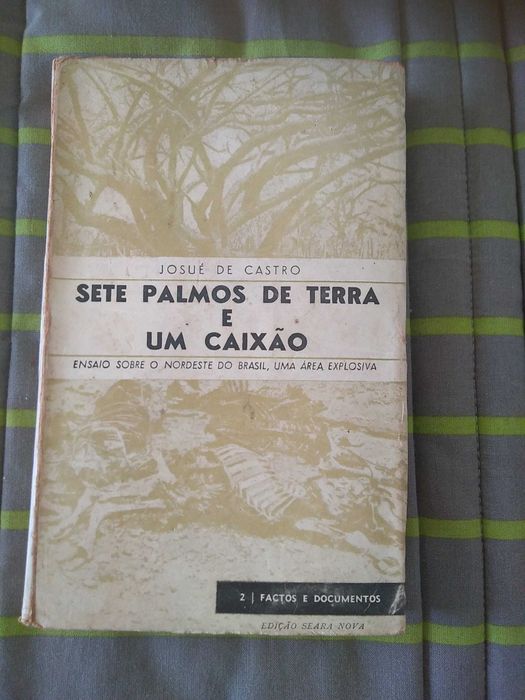 JOSUÉ DE CASTRO
SETE PALMOS DE TERRA
E
UM CAIXÃO
ENSAIO SOBRE O NORDESTE DO BRASIL, UMA ÁREA EXPLOSIVA
2 | FACTOS E DOCUMENTOS
EDIÇÃO SEARA NOVA